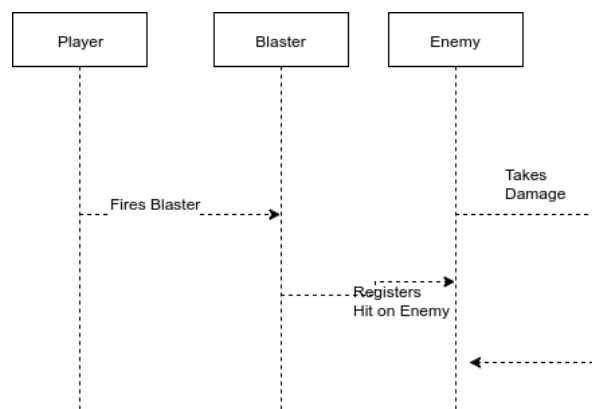 Player
Blaster
Enemy
Takes
Damage
Fires Blaster
Registers
Hit on Enemy